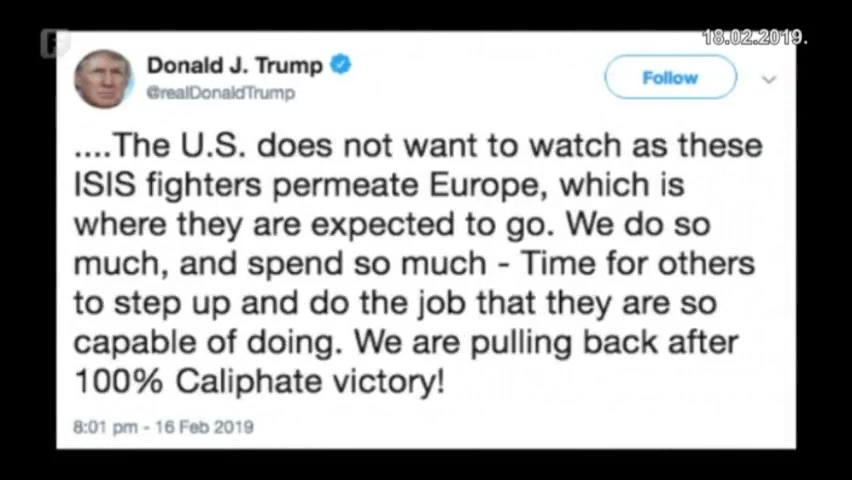 18.02.2019.
Donald J. Trump
@realDonaldTrump
Follow
....The U.S. does not want to watch as these
ISIS fighters permeate Europe, which is
where they are expected to go. We do so
much, and spend so much - Time for others
to step up and do the job that they are so
capable of doing. We are pulling back after
100% Caliphate victory!
8:01 pm - 16 Feb 2019